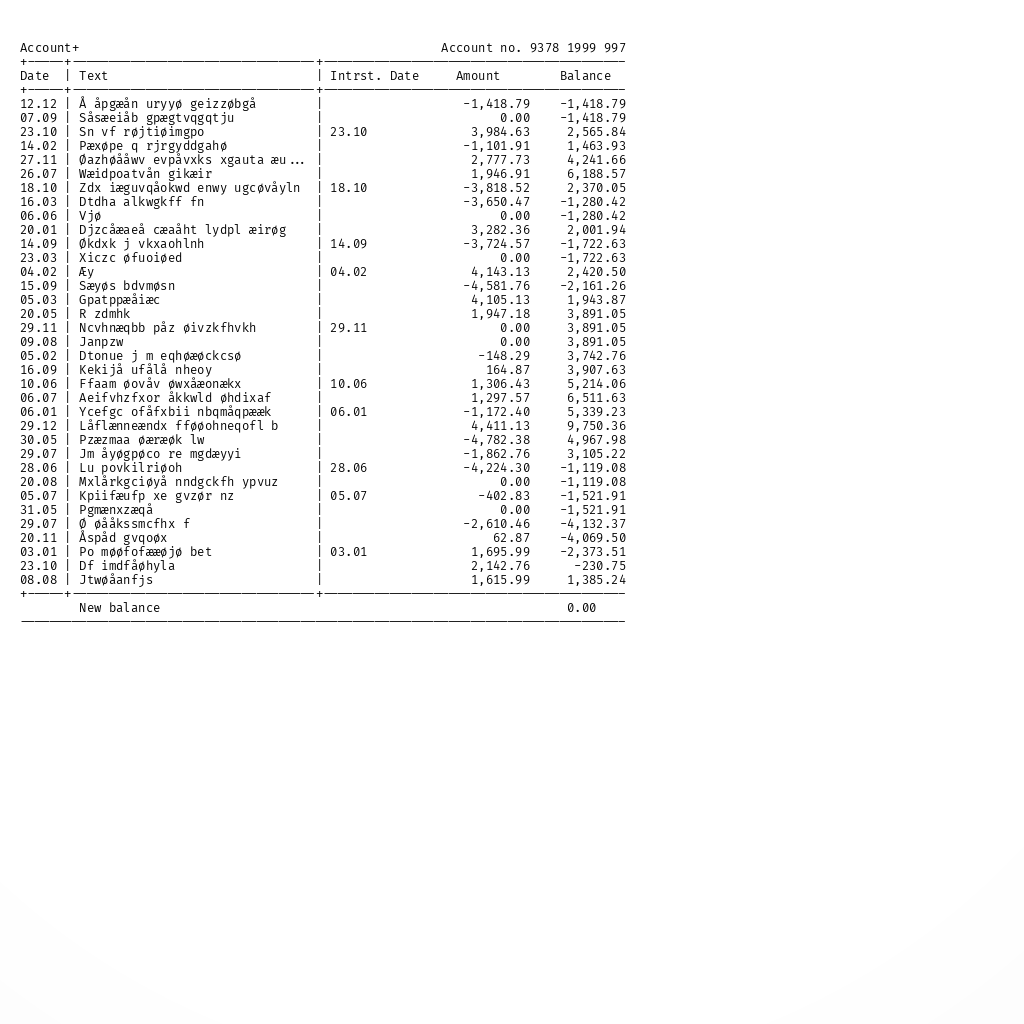 Account+ Account no. 9378 1999 997
Date | Text | Intrst. Date Amount Balance
12.12 | Å åpgæån uryyø geizzøbgå | -1,418.79 -1,418.79
07.09 | Såsæeiåb gpægtvqgqtju | 0.00 -1,418.79
23.10 | Sn vf røjtiøimgpo | 23.10 3,984.63 2,565.84
14.02 | Pæxøpe q rjrgyddgahø | -1,101.91 1,463.93
27.11 | Øazhøååwv evpåvxks xgauta æu... | 2,777.73 4,241.66
26.07 | Wæidpoatvån gikæir | 1,946.91 6,188.57
18.10 | Zdx iæguvqåokwd enwy ugcøvåyln | 18.10 -3,818.52 2,370.05
16.03 | Dtdha alkwgkff fn | -3,650.47 -1,280.42
06.06 | Vjø | 0.00 -1,280.42
20.01 | Djzcåæaeå cæaåht lydpl æirøg | 3,282.36 2,001.94
14.09 | Økdxk j vkxaohlnh | 14.09 -3,724.57 -1,722.63
23.03 | Xiczc øfuoiøed | 0.00 -1,722.63
04.02 | Æy | 04.02 4,143.13 2,420.50
15.09 | Sæyøs bdvmøsn | -4,581.76 -2,161.26
05.03 | Gpatppæåiæc | 4,105.13 1,943.87
20.05 | R zdmhk | 1,947.18 3,891.05
29.11 | Ncvhnæqbb påz øivzkfhvkh | 29.11 0.00 3,891.05
09.08 | Janpzw | 0.00 3,891.05
05.02 | Dtonue j m eqhøæøckcsø | -148.29 3,742.76
16.09 | Kekijå ufålå nheoy | 164.87 3,907.63
10.06 | Ffaam øovåv øwxåæonækx | 10.06 1,306.43 5,214.06
06.07 | Aeifvhzfxor åkkwld øhdixaf | 1,297.57 6,511.63
06.01 | Ycefgc ofåfxbii nbqmåqpææk | 06.01 -1,172.40 5,339.23
29.12 | Låflænneændx fføøohneqofl b | 4,411.13 9,750.36
30.05 | Pzæzmaa øæræøk lw | -4,782.38 4,967.98
29.07 | Jm åyøgpøco re mgdæyyi | -1,862.76 3,105.22
28.06 | Lu povkilriøoh | 28.06 -4,224.30 -1,119.08
20.08 | Mxlårkgciøyå nndgckfh ypvuz | 0.00 -1,119.08
05.07 | Kpiifæufp xe gvzør nz | 05.07 -402.83 -1,521.91
31.05 | Pgmænxzæqå | 0.00 -1,521.91
29.07 | Ø øååkssmcfhx f | -2,610.46 -4,132.37
20.11 | Åspåd gvqoøx | 62.87 -4,069.50
03.01 | Po møøfofææøjø bet | 03.01 1,695.99 -2,373.51
23.10 | Df imdfåøhyla | 2,142.76 -230.75
08.08 | Jtwøåanfjs | 1,615.99 1,385.24
New balance 0.00